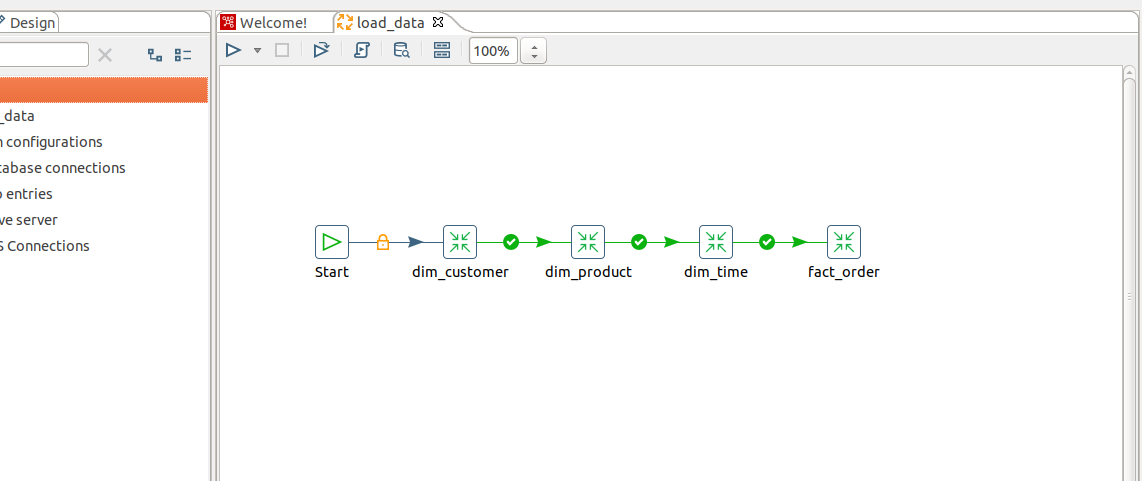 Design
Welcome!
load_data
100%
_data
configurations
tabase connections
entries
ve server
S Connections
Start
dim_customer
dim_product
dim_time
fact_order